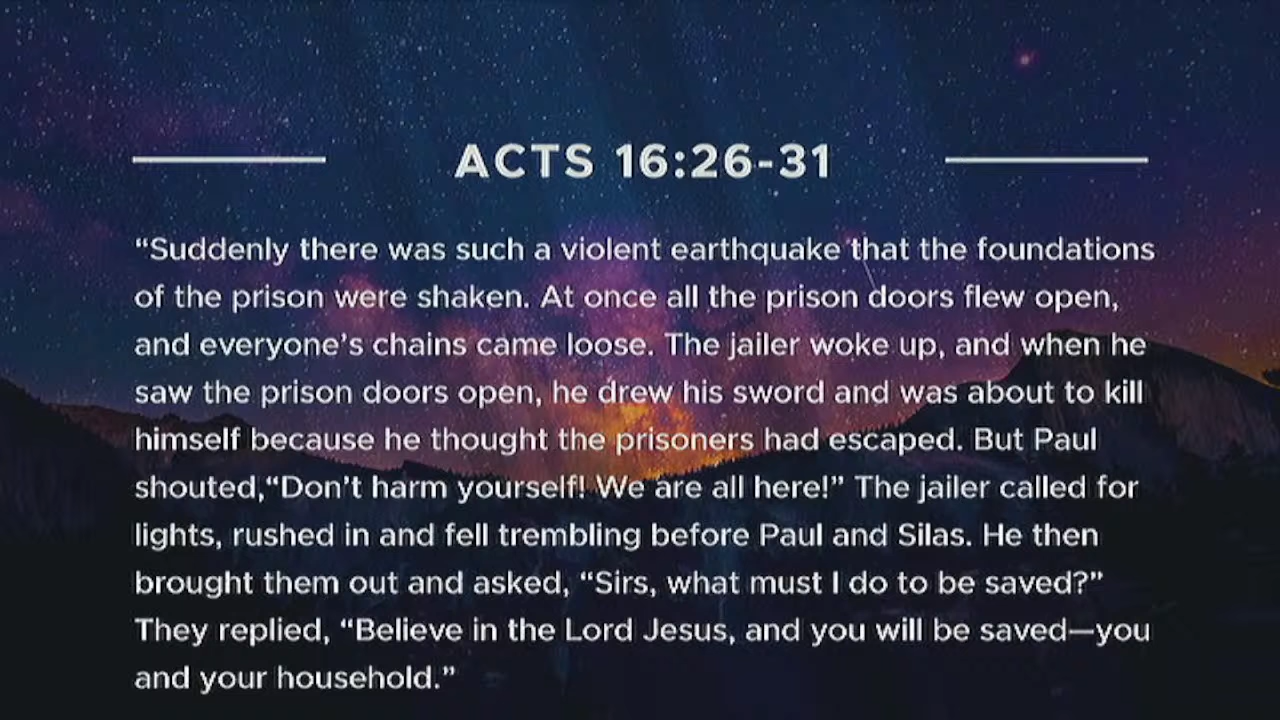 ACTS 16:26-31
“Suddenly there was such a violent earthquake that the foundations
of the prison were shaken. At once all the prison doors flew open,
and everyone’s chains came loose. The jailer woke up, and when he
saw the prison doors open, he drew his sword and was about to kill
himself because he thought the prisoners had escaped. But Paul
shouted,“Don’t harm yourself! We are all here!” The jailer called for
lights, rushed in and fell trembling before Paul and Silas. He then
brought them out and asked, “Sirs, what must I do to be saved?”
They replied, “Believe in the Lord Jesus, and you will be saved—you
and your household.”